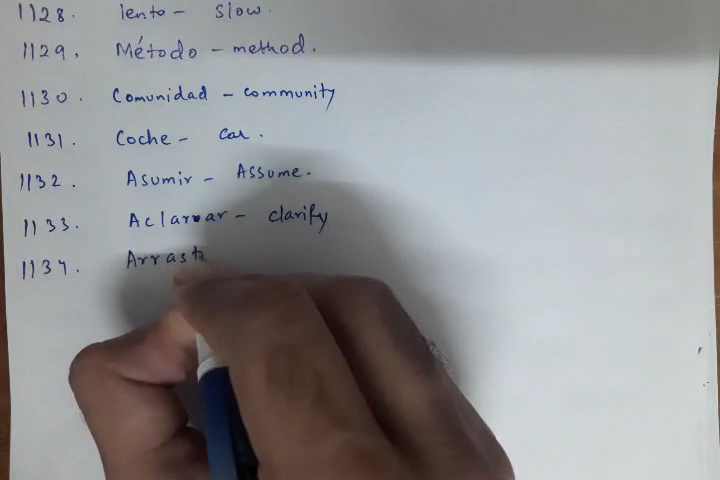 1128. lento - slow.
1129. Método - method.
1130. Comunidad - community
1131. Coche - car.
1132. Asumir - Assume.
1133. Aclarar - clarify
1134. Arrast